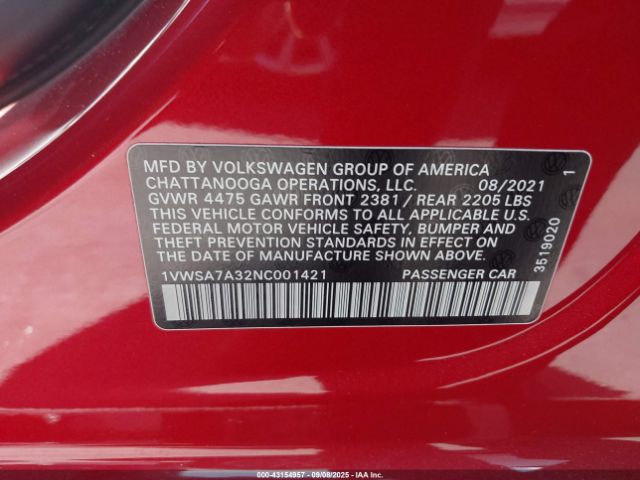 MFD BY VOLKSWAGEN GROUP OF AMERICA
CHATTANOOGA OPERATIONS, LLC. 08/2021
GVWR 4475 GAWR FRONT 2381 / REAR 2205 LBS
THIS VEHICLE CONFORMS TO ALL APPLICABLE U.S.
FEDERAL MOTOR VEHICLE SAFETY, BUMPER AND
THEFT PREVENTION STANDARDS IN EFFECT ON
THE DATE OF MANUFACTURE SHOWN ABOVE.
1VWSA7A32NC001421 PASSENGER CAR
3519020 1
000-43154957 - 09/08/2025 - IAAI.CA